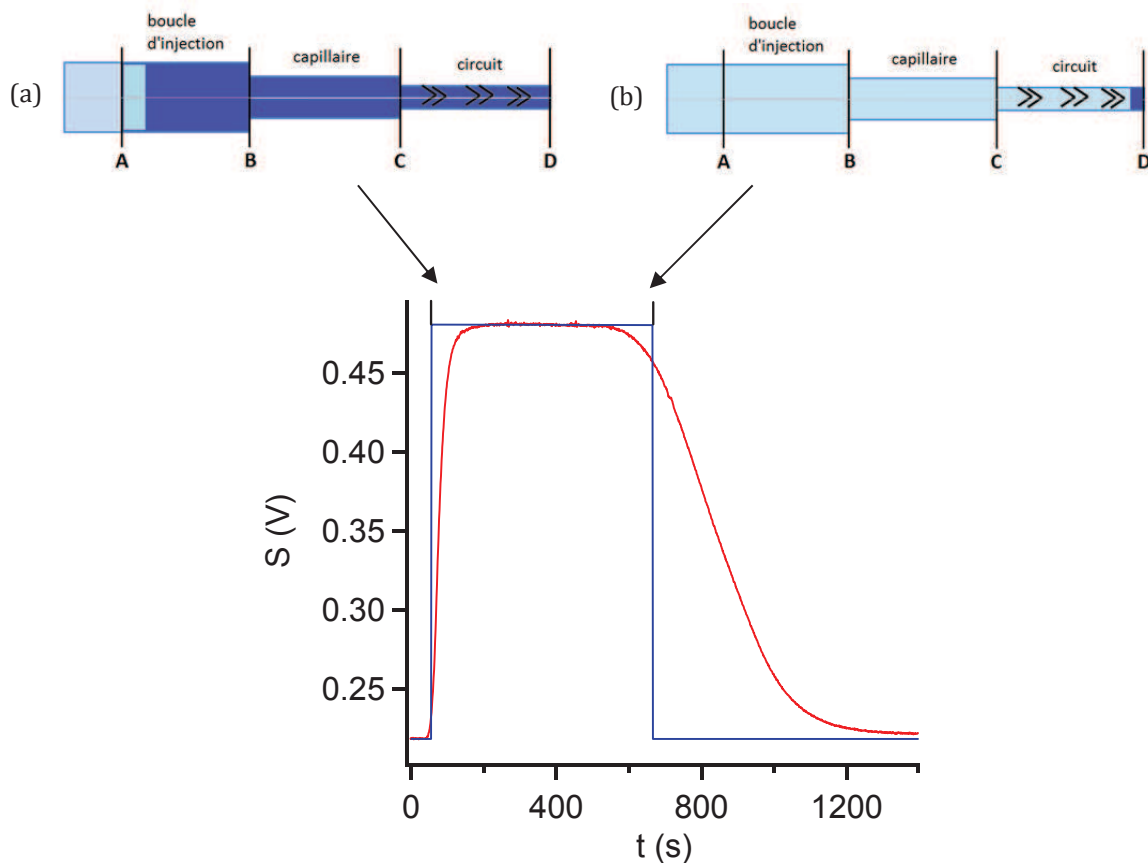 boucle
d'injection
capillaire
circuit
(a)
A B C D
boucle
d'injection
capillaire
circuit
(b)
A B C D
0.45
0.40
0.35
0.30
0.25
S (V)
0 400 800 1200
t (s)